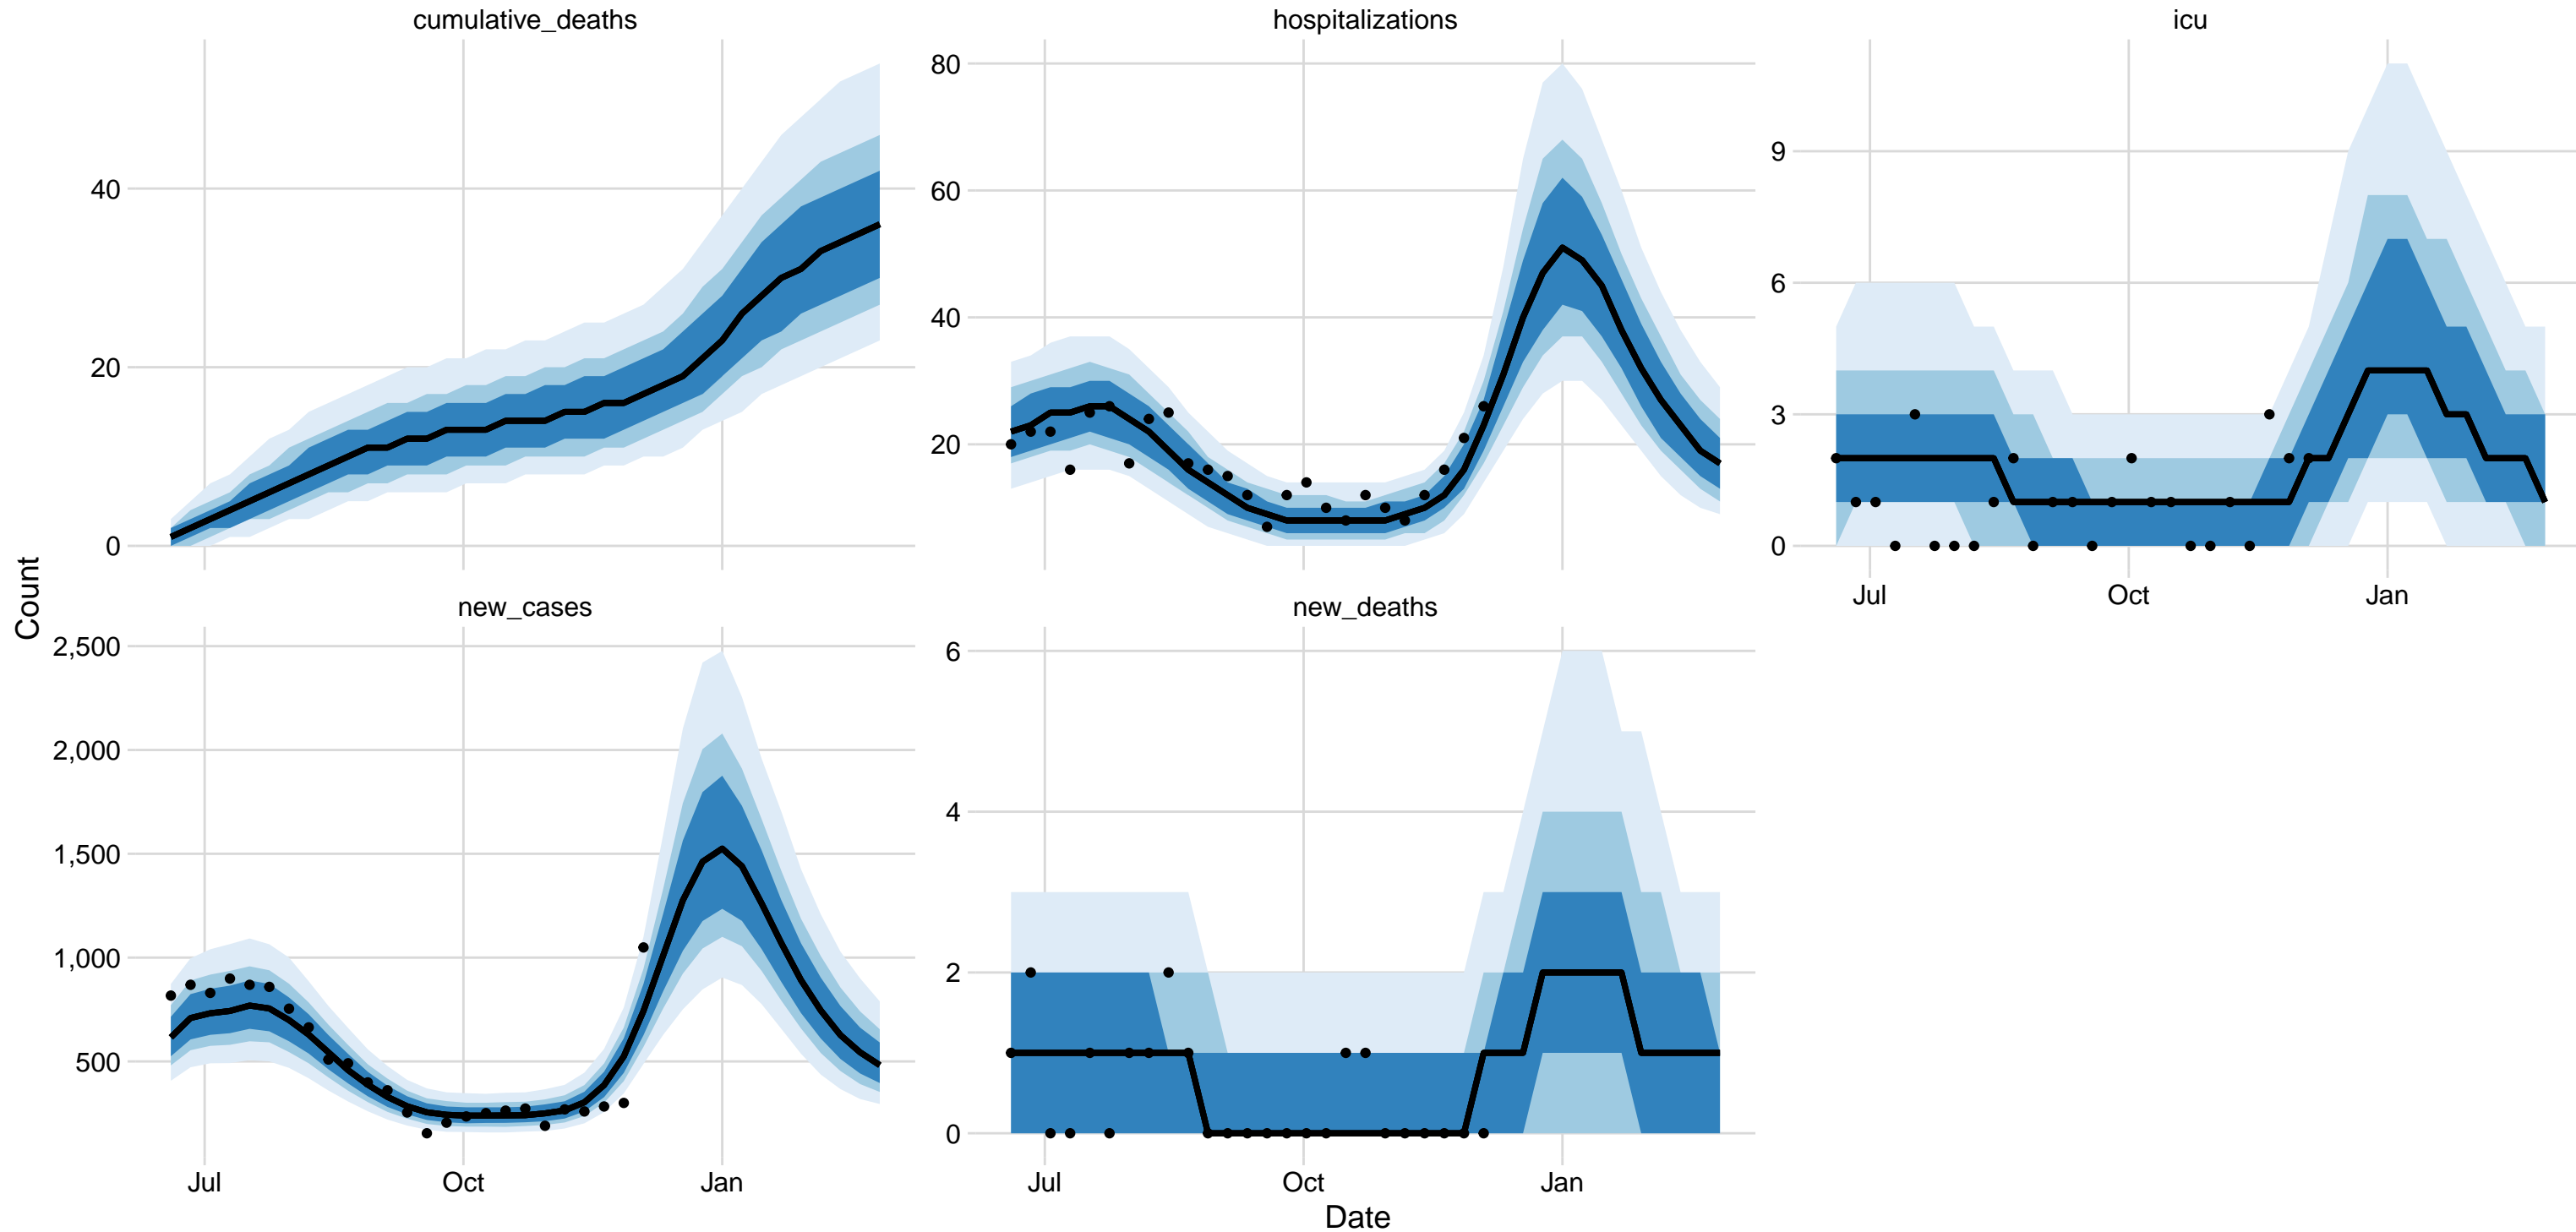 cumulative_deaths
hospitalizations
icu
40
20
0
80
60
40
20
9
6
3
0
Jul
Oct
Jan
Count
new_cases
new_deaths
2,500
2,000
1,500
1,000
500
6
4
2
0
Jul
Oct
Jan
Jul
Oct
Jan
Date